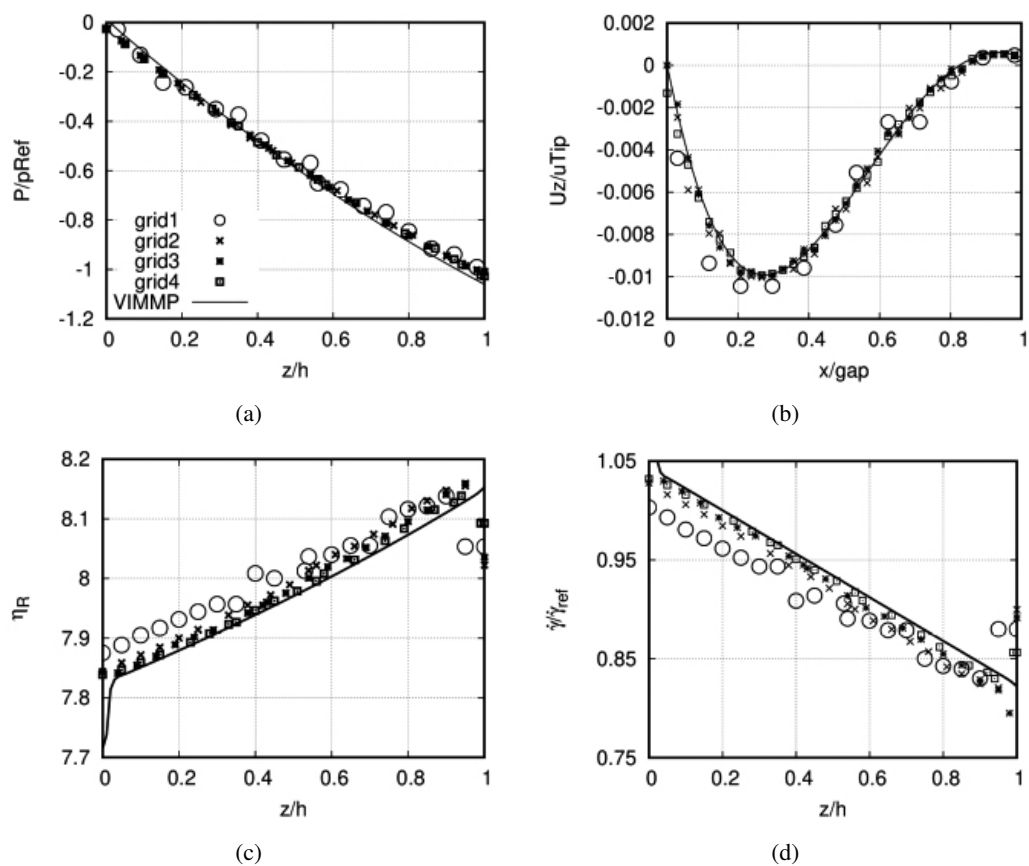 0
-0.2
-0.4
-0.6
-0.8
-1
-1.2
P/pRef
grid1
grid2
grid3
grid4
VIMMP
0 0.2 0.4 0.6 0.8 1
z/h
(a)
0
-0.002
-0.004
-0.006
-0.008
-0.01
-0.012
Uz/uTip
0 0.2 0.4 0.6 0.8 1
x/gap
(b)
8.2
8.1
8
7.9
7.8
7.7
ηR
0 0.2 0.4 0.6 0.8 1
z/h
(c)
1.05
0.95
0.85
0.75
γ̇/γ̇ref
0 0.2 0.4 0.6 0.8 1
z/h
(d)